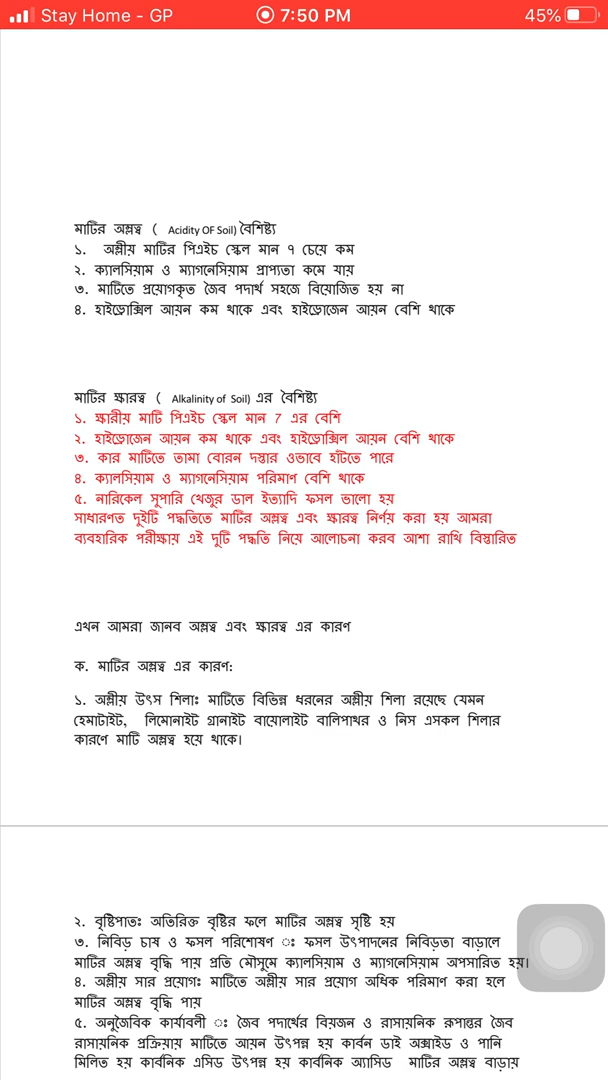 Stay Home - GP
7:50 PM
45%
মাটির অম্লত্ব ( Acidity OF Soil) বৈশিষ্ট্য
১. অম্লীয় মাটির পিএইচ স্কেল মান ৭ চেয়ে কম
২. ক্যালসিয়াম ও ম্যাগনেসিয়াম প্রাপ্যতা কমে যায়
৩. মাটিতে প্রয়োগকৃত জৈব পদার্থ সহজে বিয়োজিত হয় না
৪. হাইড্রোক্সিল আয়ন কম থাকে এবং হাইড্রোজেন আয়ন বেশি থাকে
মাটির ক্ষারত্ব ( Alkalinity of Soil) এর বৈশিষ্ট্য
১. ক্ষারীয় মাটি পিএইচ স্কেল মান 7 এর বেশি
২. হাইড্রোজেন আয়ন কম থাকে এবং হাইড্রোক্সিল আয়ন বেশি থাকে
৩. কার মাটিতে তামা বোরন দস্তার ওভাবে হাঁটতে পারে
৪. ক্যালসিয়াম ও ম্যাগনেসিয়াম পরিমাণ বেশি থাকে
৫. নারিকেল সুপারি খেজুর ডাল ইত্যাদি ফসল ভালো হয়
সাধারণত দুইটি পদ্ধতিতে মাটির অম্লত্ব এবং ক্ষারত্ব নির্ণয় করা হয় আমরা
ব্যবহারিক পরীক্ষায় এই দুটি পদ্ধতি নিয়ে আলোচনা করব আশা রাখি বিস্তারিত
এখন আমরা জানব অম্লত্ব এবং ক্ষারত্ব এর কারণ
ক. মাটির অম্লত্ব এর কারণ:
১. অম্লীয় উৎস শিলাঃ মাটিতে বিভিন্ন ধরনের অম্লীয় শিলা রয়েছে যেমন
হেমাটাইট, লিমোনাইট গ্রানাইট বায়োলাইট বালিপাথর ও নিস এসকল শিলার
কারণে মাটি অম্লত্ব হয়ে থাকে।
২. বৃষ্টিপাতঃ অতিরিক্ত বৃষ্টির ফলে মাটির অম্লত্ব সৃষ্টি হয়
৩. নিবিড় চাষ ও ফসল পরিশোষণ ঃ ফসল উৎপাদনের নিবিড়তা বাড়ালে
মাটির অম্লত্ব বৃদ্ধি পায় প্রতি মৌসুমে ক্যালসিয়াম ও ম্যাগনেসিয়াম অপসারিত হয়।
৪. অম্লীয় সার প্রয়োগঃ মাটিতে অম্লীয় সার প্রয়োগ অধিক পরিমাণ করা হলে
মাটির অম্লত্ব বৃদ্ধি পায়
৫. অনুজৈবিক কার্যাবলী ঃ জৈব পদার্থের বিয়জন ও রাসায়নিক রূপান্তর জৈব
রাসায়নিক প্রক্রিয়ায় মাটিতে আয়ন উৎপন্ন হয় কার্বন ডাই অক্সাইড ও পানি
মিলিত হয় কার্বনিক এসিড উৎপন্ন হয় কার্বনিক অ্যাসিড মাটির অম্লত্ব বাড়ায়